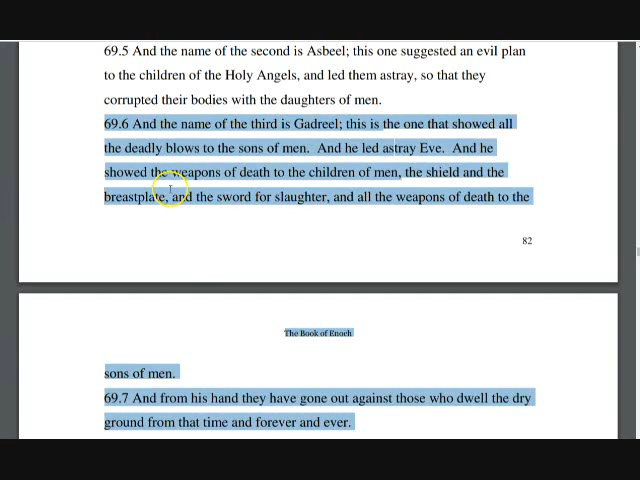 69.5 And the name of the second is Asbeel; this one suggested an evil plan
to the children of the Holy Angels, and led them astray, so that they
corrupted their bodies with the daughters of men.
69.6 And the name of the third is Gadreel; this is the one that showed all
the deadly blows to the sons of men.  And he led astray Eve.  And he
showed the weapons of death to the children of men, the shield and the
breastplate, and the sword for slaughter, and all the weapons of death to the
82
The Book of Enoch
sons of men.
69.7 And from his hand they have gone out against those who dwell the dry
ground from that time and forever and ever.